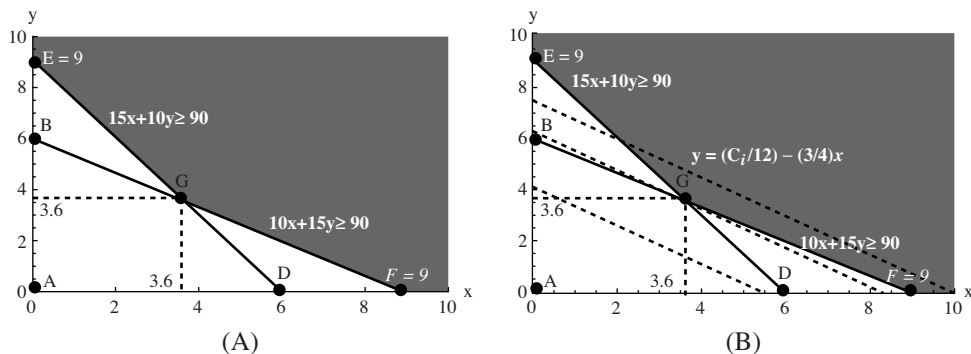 y
10
E = 9
8
15x+10y≥ 90
B
6
G
4
3.6
10x+15y≥ 90
2
3.6
D
F = 9
A
0
x
0 2 4 6 8 10
(A)
y
10
E = 9
15x+10y≥ 90
8
B
6
y = (Ci/12) − (3/4)x
G
4
3.6
10x+15y≥ 90
2
3.6
D
F = 9
A
0
x
0 2 4 6 8 10
(B)